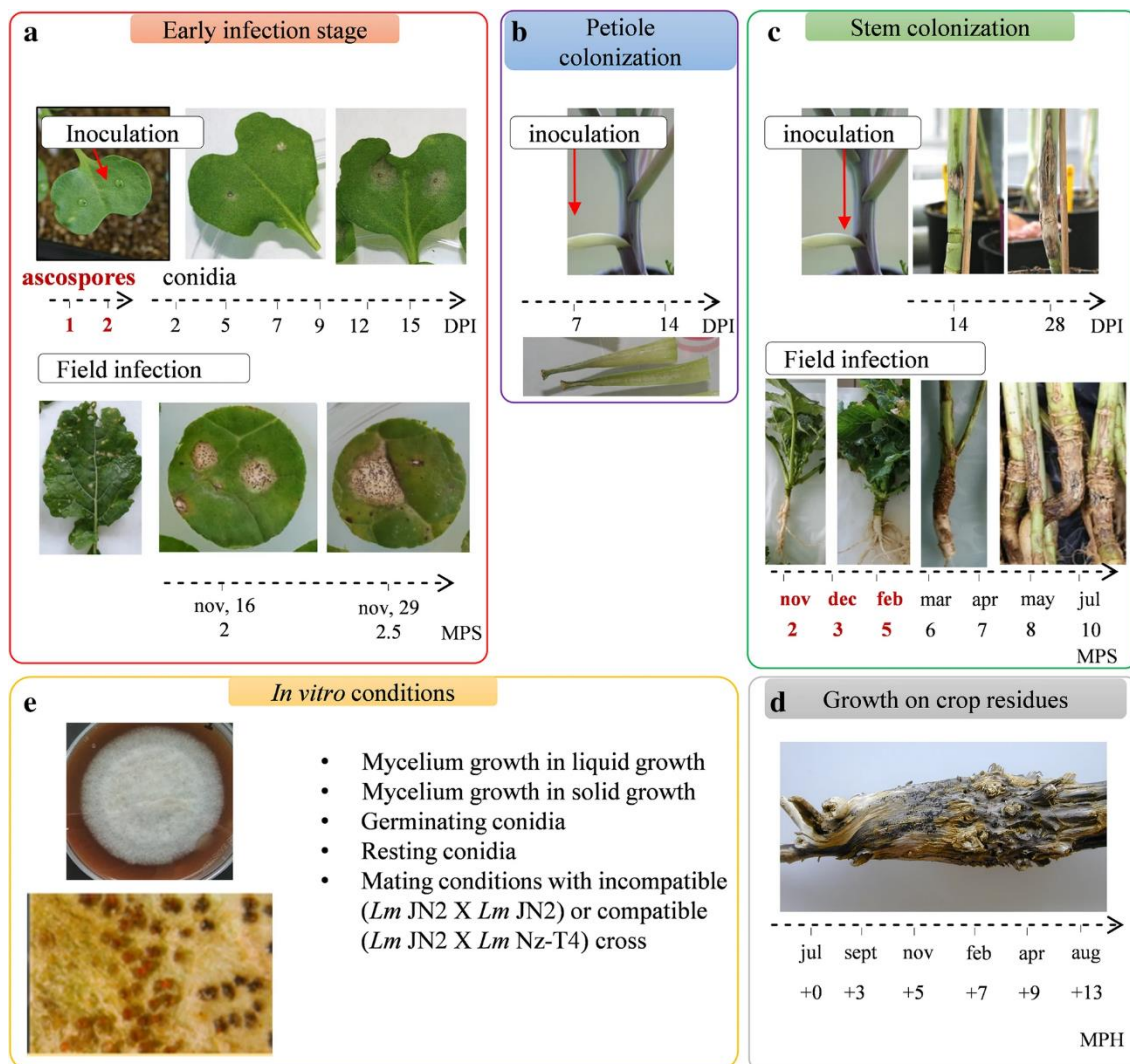 a
Early infection stage
Inoculation
ascospores conidia
1 2 2 5 7 9 12 15 DPI
Field infection
nov, 16 nov, 29
2 2.5 MPS
b
Petiole
colonization
inoculation
7 14 DPI
c
Stem colonization
inoculation
14 28 DPI
Field infection
nov dec feb mar apr may jul
2 3 5 6 7 8 10
MPS
e
In vitro conditions
• Mycelium growth in liquid growth
• Mycelium growth in solid growth
• Germinating conidia
• Resting conidia
• Mating conditions with incompatible
(Lm JN2 X Lm JN2) or compatible
(Lm JN2 X Lm Nz-T4) cross
d
Growth on crop residues
jul sept nov feb apr aug
+0 +3 +5 +7 +9 +13
MPH